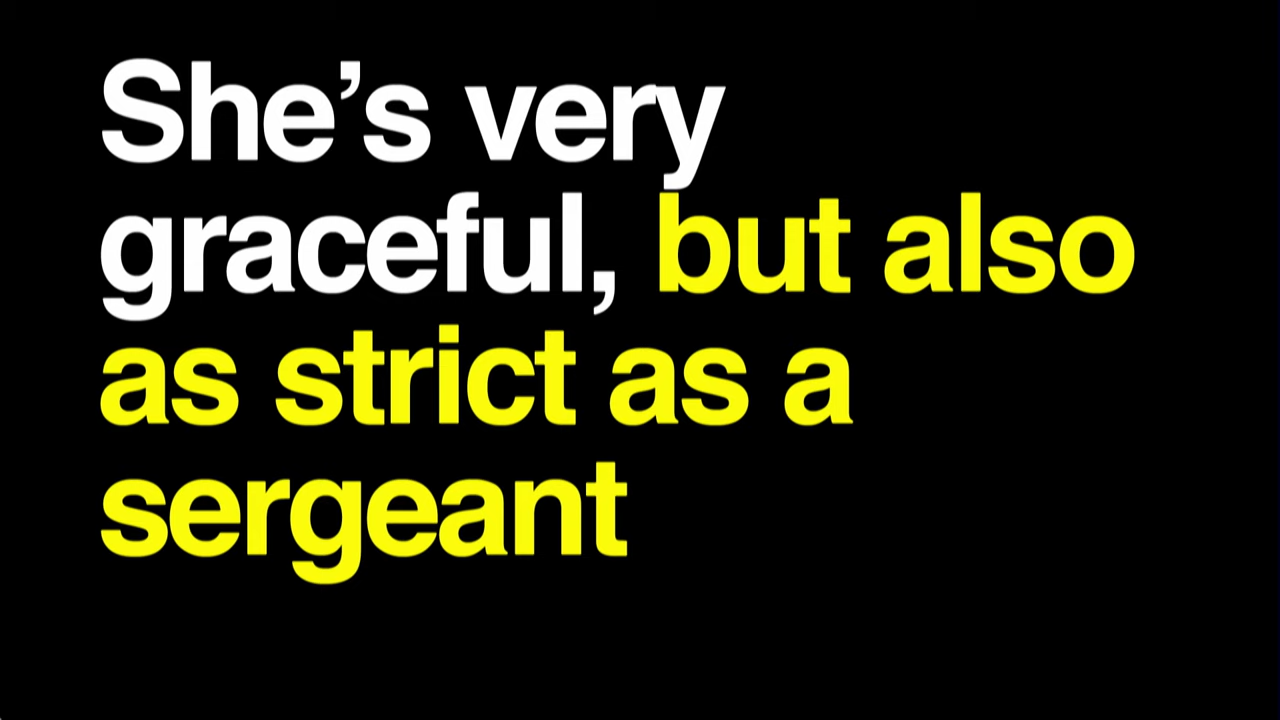 She’s very
graceful, but also
as strict as a
sergeant